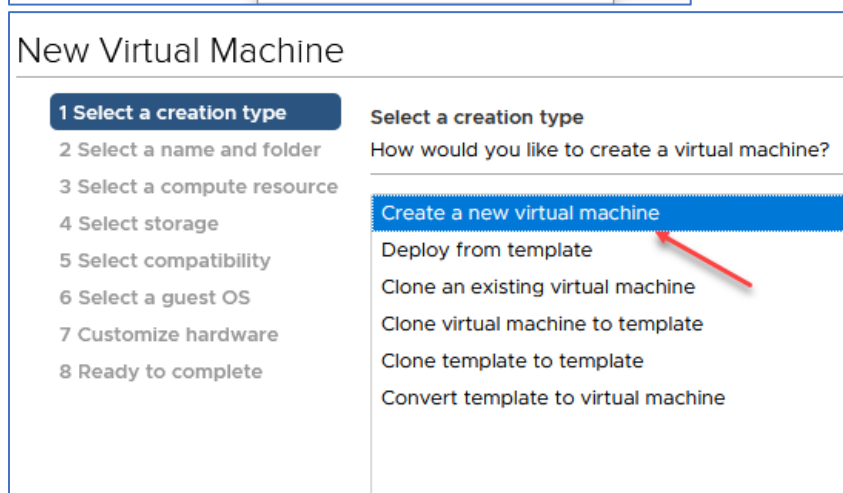 New Virtual Machine
1 Select a creation type
2 Select a name and folder
3 Select a compute resource
4 Select storage
5 Select compatibility
6 Select a guest OS
7 Customize hardware
8 Ready to complete
Select a creation type
How would you like to create a virtual machine?
Create a new virtual machine
Deploy from template
Clone an existing virtual machine
Clone virtual machine to template
Clone template to template
Convert template to virtual machine